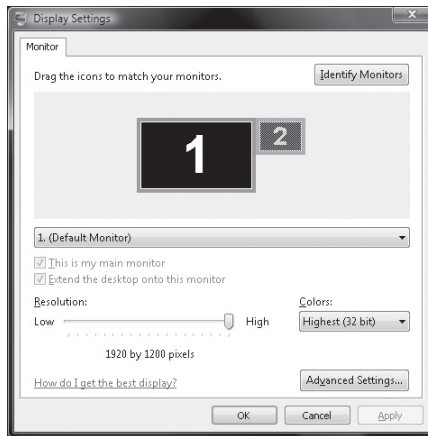 Display Settings
Monitor
Drag the icons to match your monitors.
Identify Monitors
1
2
1. (Default Monitor)
This is my main monitor
Extend the desktop onto this monitor
Resolution:
Colors:
Low
High
Highest (32 bit)
1920 by 1200 pixels
How do I get the best display?
Advanced Settings...
OK
Cancel
Apply